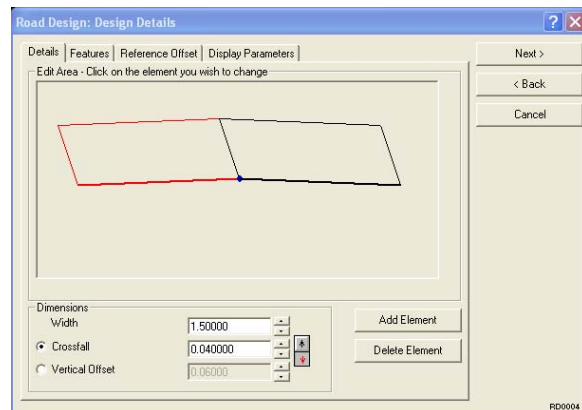 Road Design: Design Details
Details Features Reference Offset Display Parameters
Edit Area - Click on the element you wish to change
Next >
< Back
Cancel
Dimensions
Width 1.50000
Crossfall 0.040000
Vertical Offset 0.06000
Add Element
Delete Element
RD0004